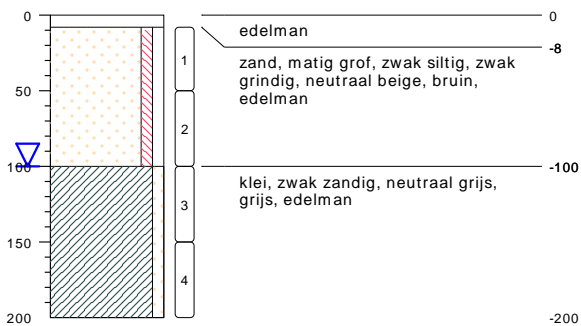 0
50
100
150
200
1
2
3
4
edelman
zand, matig grof, zwak siltig, zwak
grindig, neutraal beige, bruin,
edelman
klei, zwak zandig, neutraal grijs,
grijs, edelman
0
-8
-100
-200